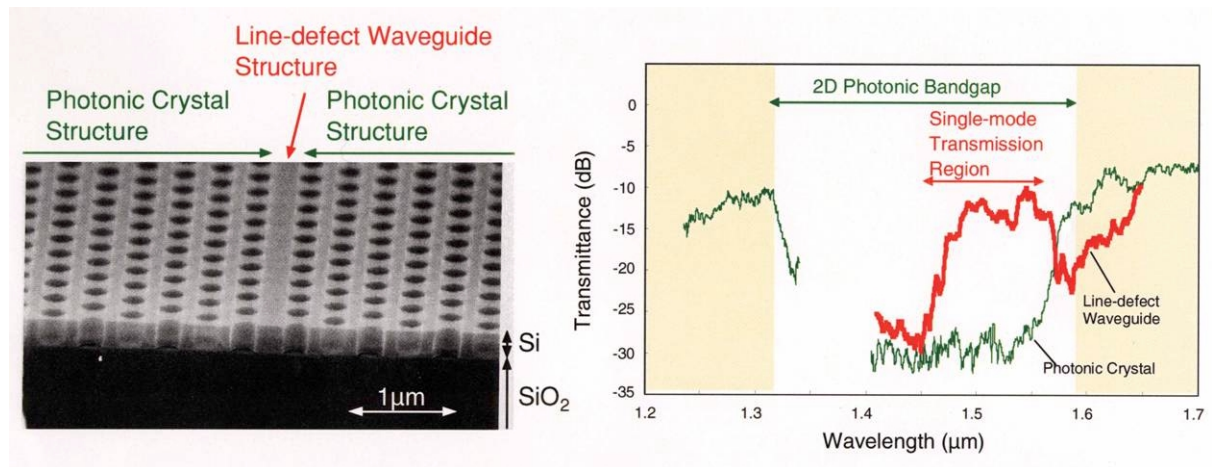 Line-defect Waveguide
Structure
Photonic Crystal
Structure
Photonic Crystal
Structure
Si
SiO₂
1μm
2D Photonic Bandgap
Single-mode
Transmission
Region
Line-defect
Waveguide
Photonic Crystal
Transmittance (dB)
0
-5
-10
-15
-20
-25
-30
-35
1.2 1.3 1.4 1.5 1.6 1.7
Wavelength (μm)